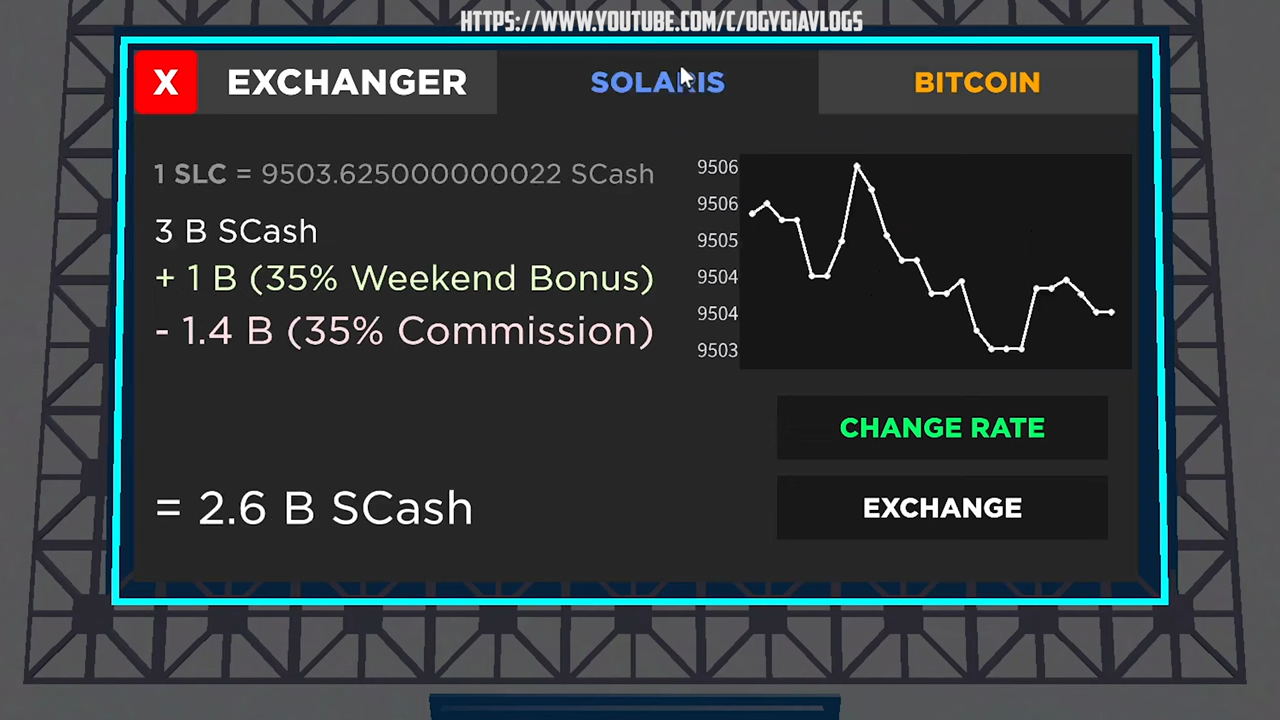 HTTPS://WWW.YOUTUBE.COM/C/OGYGIAVLOGS
X EXCHANGER SOLARIS BITCOIN
1 SLC = 9503.625000000022 SCash
3 B SCash
+ 1 B (35% Weekend Bonus)
- 1.4 B (35% Commission)
= 2.6 B SCash
9506
9506
9505
9504
9504
9503
CHANGE RATE
EXCHANGE